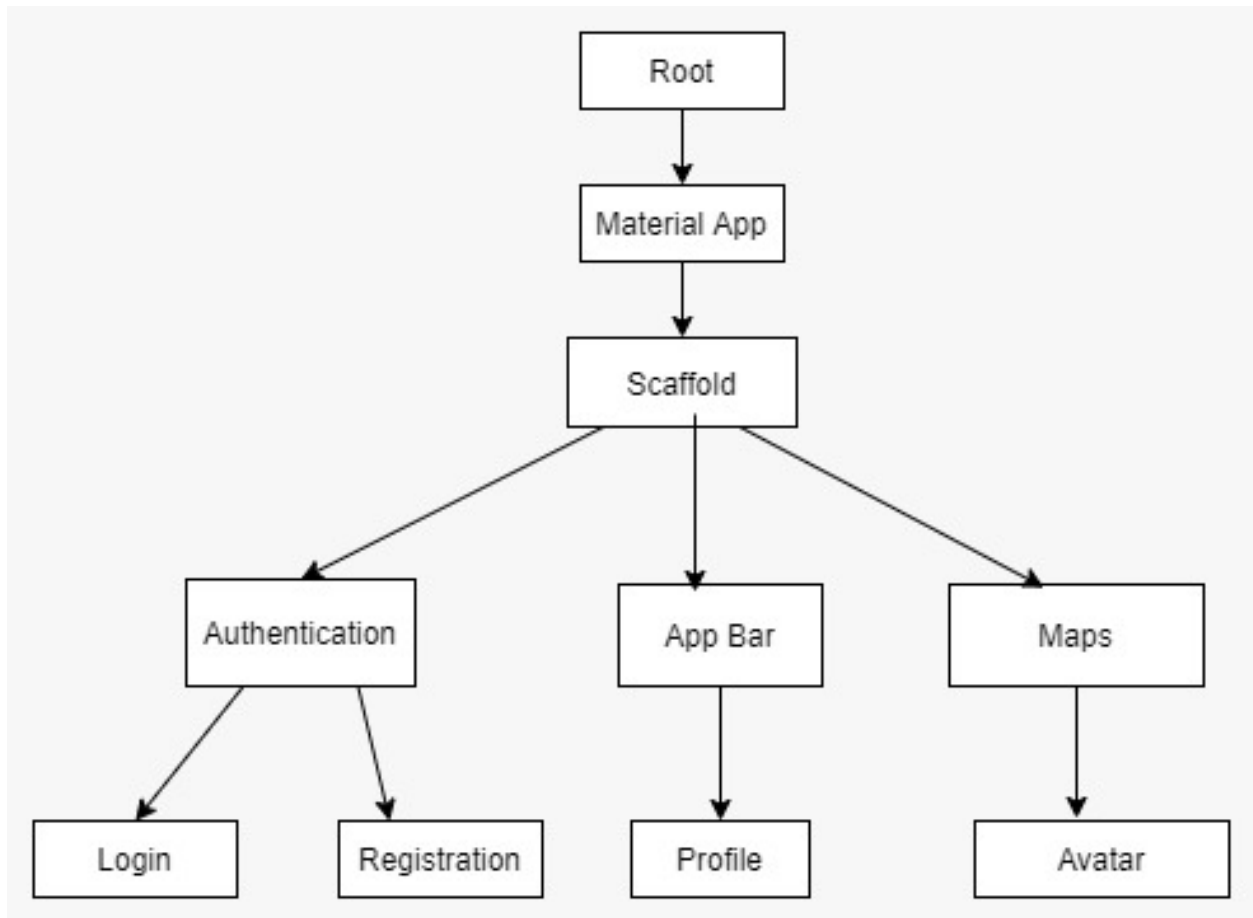 Root
Material App
Scaffold
Authentication
App Bar
Maps
Login
Registration
Profile
Avatar